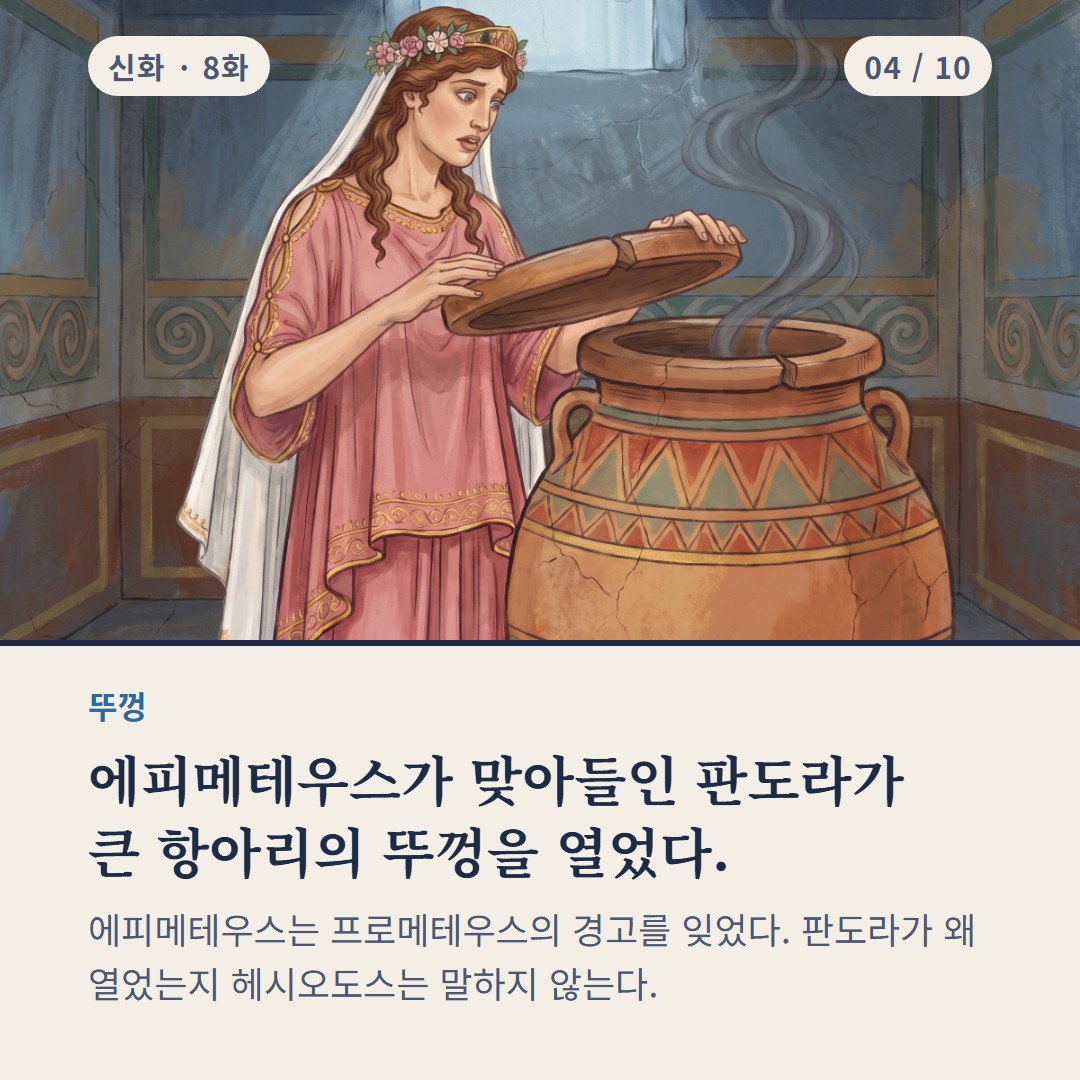 신화 · 8화
04 / 10
뚜껑
에피메테우스가 맞아들인 판도라가
큰 항아리의 뚜껑을 열었다.
에피메테우스는 프로메테우스의 경고를 잊었다. 판도라가 왜
열었는지 헤시오도스는 말하지 않는다.